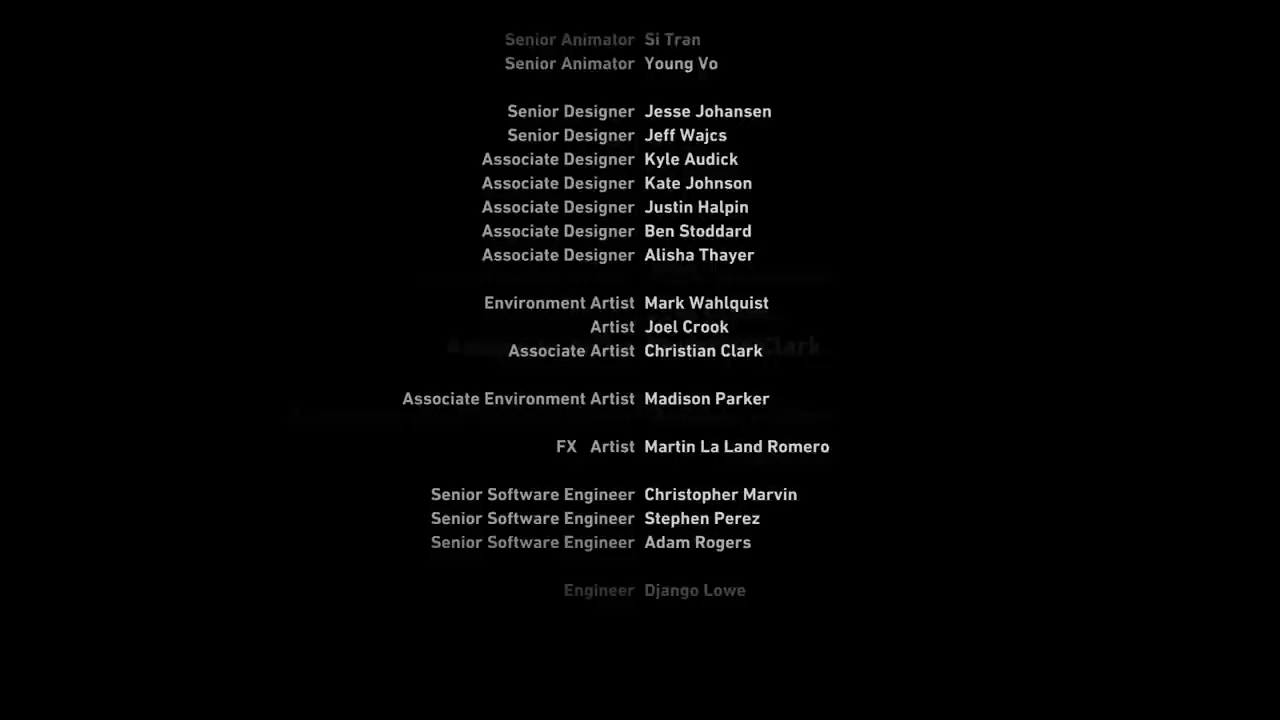 Senior Animator Si Tran
Senior Animator Young Vo
Senior Designer Jesse Johansen
Senior Designer Jeff Wajcs
Associate Designer Kyle Audick
Associate Designer Kate Johnson
Associate Designer Justin Halpin
Associate Designer Ben Stoddard
Associate Designer Alisha Thayer
Environment Artist Mark Wahlquist
Artist Joel Crook
Associate Artist Christian Clark
Associate Environment Artist Madison Parker
FX Artist Martin La Land Romero
Senior Software Engineer Christopher Marvin
Senior Software Engineer Stephen Perez
Senior Software Engineer Adam Rogers
Engineer Django Lowe